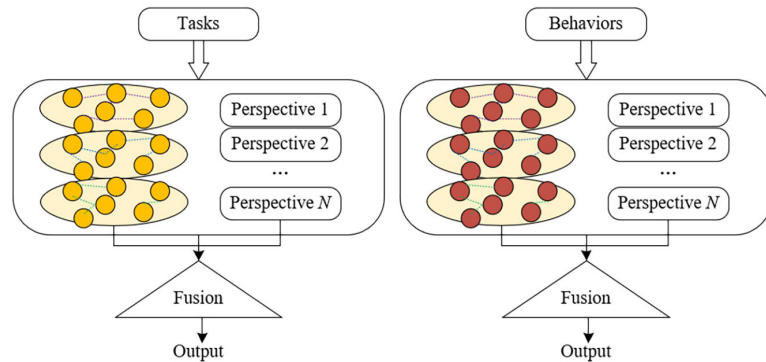 Tasks
Perspective 1
Perspective 2
...
Perspective N
Fusion
Output
Behaviors
Perspective 1
Perspective 2
...
Perspective N
Fusion
Output